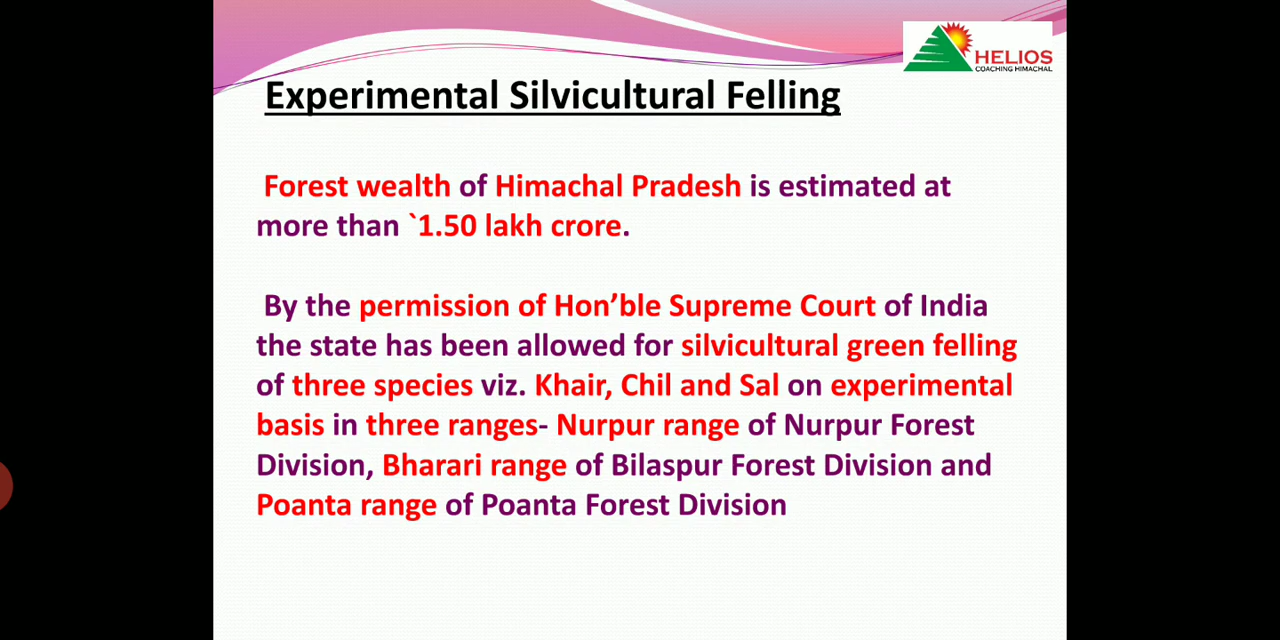 HELIOS
COACHING HIMACHAL
Experimental Silvicultural Felling
Forest wealth of Himachal Pradesh is estimated at
more than `1.50 lakh crore.
By the permission of Hon’ble Supreme Court of India
the state has been allowed for silvicultural green felling
of three species viz. Khair, Chil and Sal on experimental
basis in three ranges- Nurpur range of Nurpur Forest
Division, Bharari range of Bilaspur Forest Division and
Poanta range of Poanta Forest Division